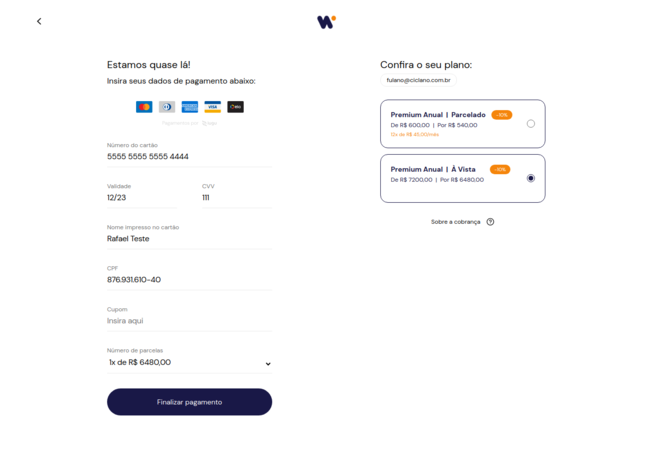 Estamos quase lá!
Insira seus dados de pagamento abaixo:
VISA
Número do cartão
5555 5555 5555 4444
Validade
CVV
12/23
111
Nome impresso no cartão
Rafael Teste
CPF
876.931.610-40
Cupom
Insira aqui
Número de parcelas
1x de R$ 6480,00
Finalizar pagamento
Confira o seu plano:
fulano@ciclano.com.br
Premium Anual | Parcelado
-10%
De R$ 600,00 | Por R$ 540,00
12x de R$ 45,00/mês
Premium Anual | À Vista
-10%
De R$ 7200,00 | Por R$ 6480,00
Sobre a cobrança